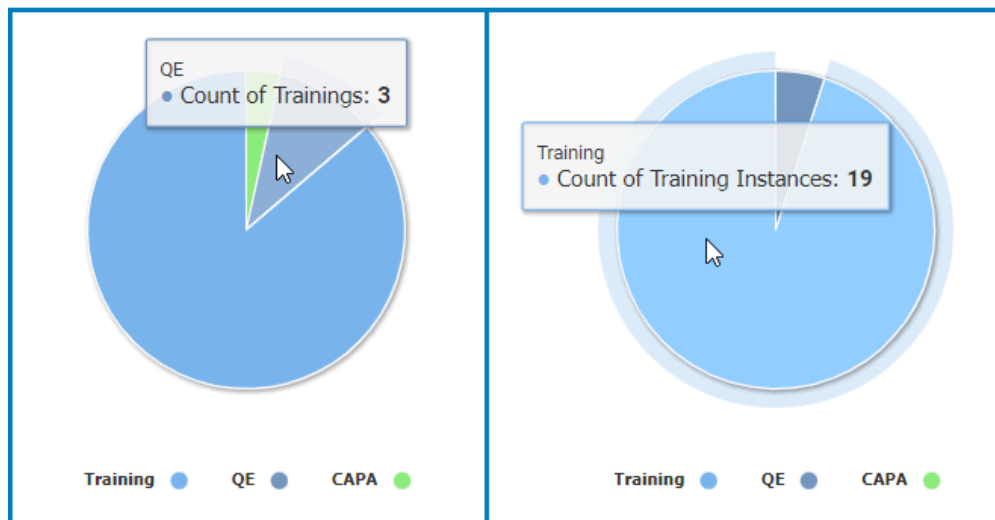 QE
● Count of Trainings: 3
Training
● Count of Training Instances: 19
Training QE CAPA
Training QE CAPA